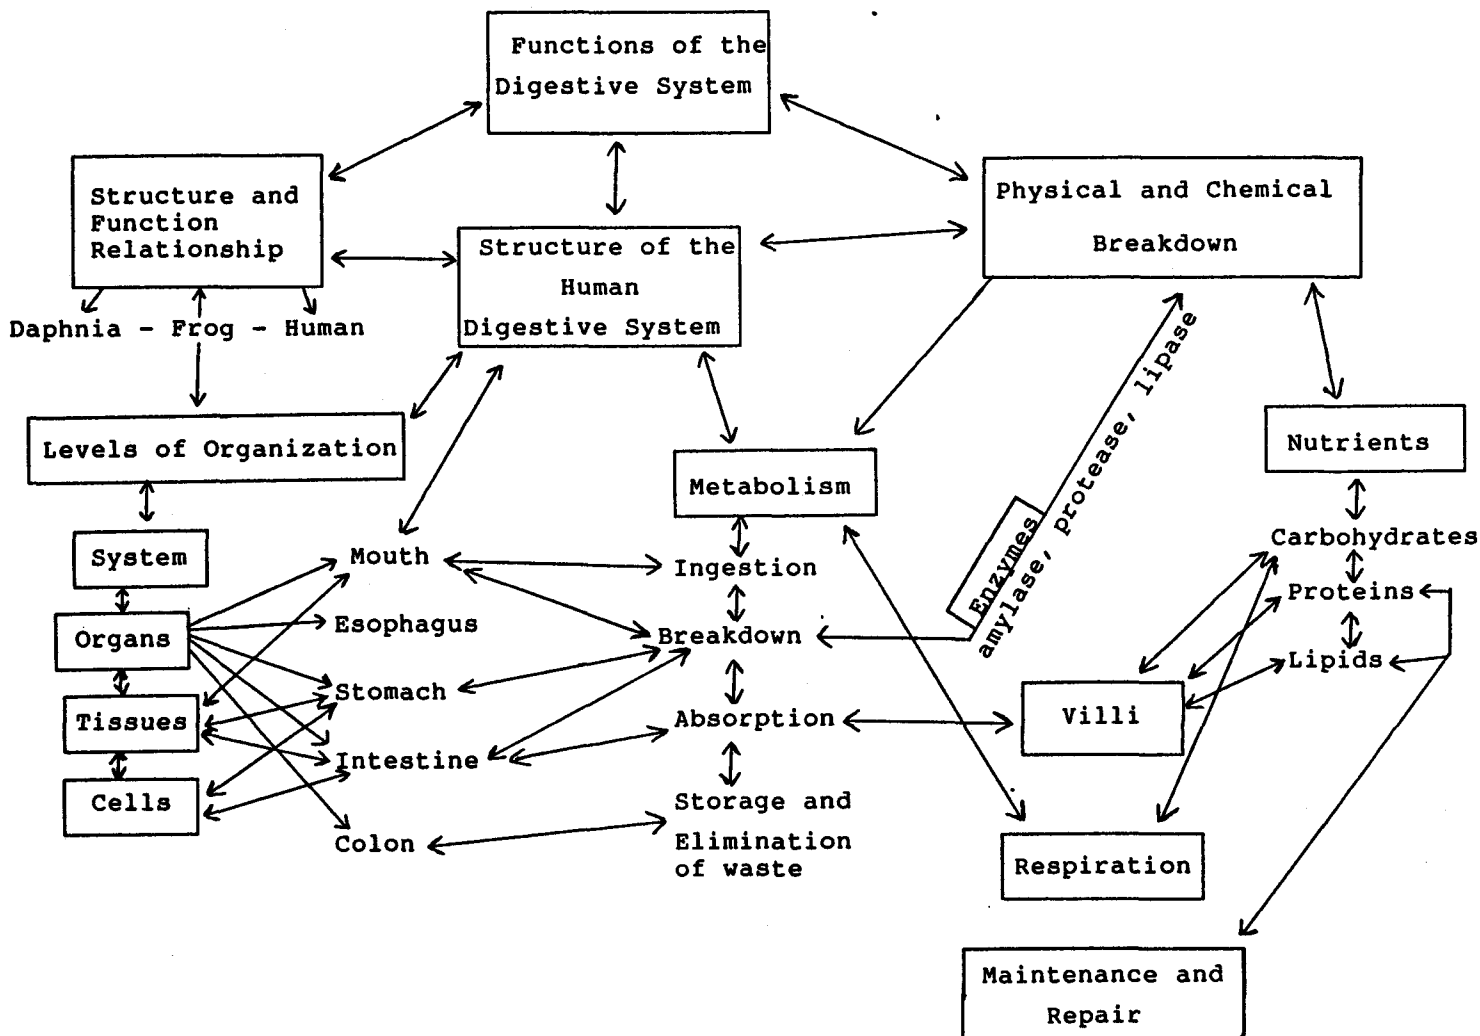 Functions of the
Digestive System
Structure and
Function
Relationship
Physical and Chemical
Breakdown
Structure of the
Human
Digestive System
Daphnia - Frog - Human
Levels of Organization
Metabolism
Nutrients
System
Organs
Tissues
Cells
Mouth
Esophagus
Stomach
Intestine
Colon
Ingestion
Breakdown
Absorption
Storage and
Elimination
of waste
Enzymes
amylase, protease, lipase
Carbohydrates
Proteins
Lipids
Villi
Respiration
Maintenance and
Repair